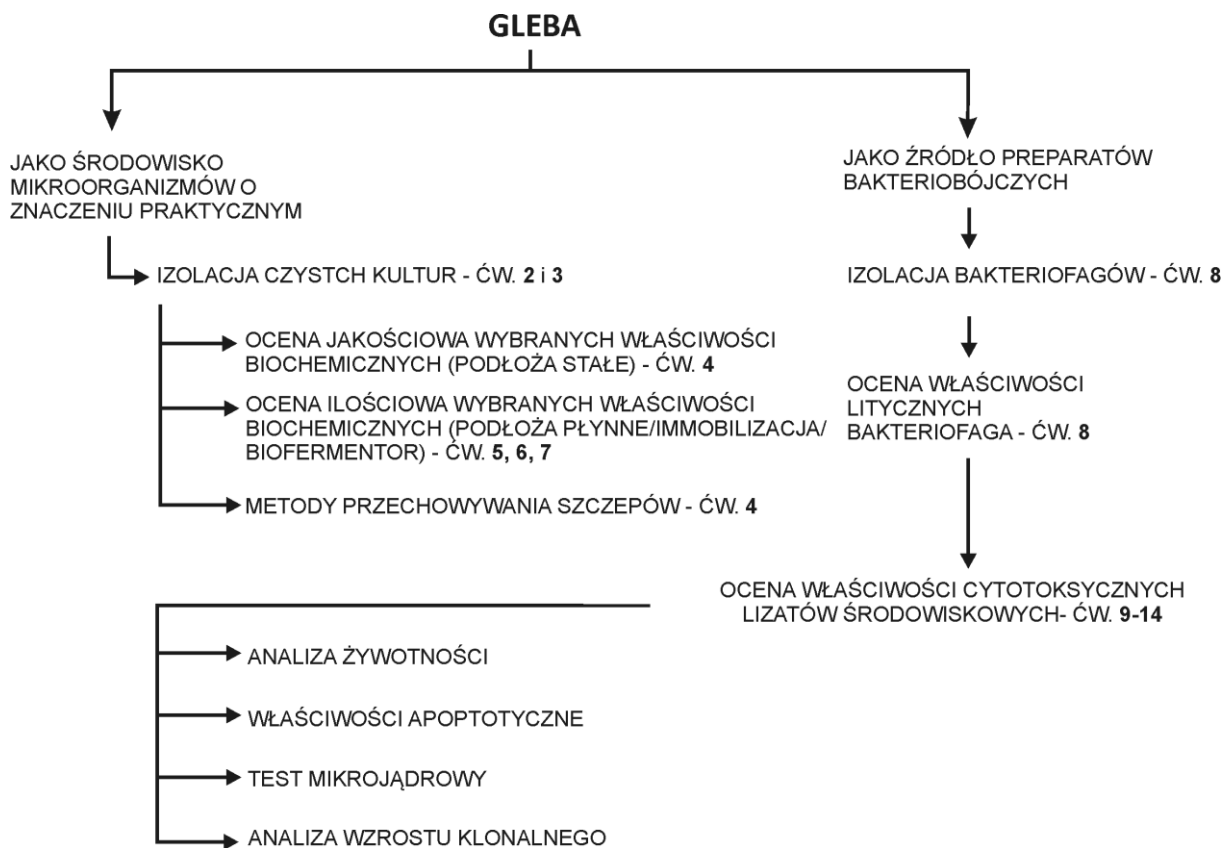 GLEBA
JAKO ŚRODOWISKO
MIKROORGANIZMÓW O
ZNACZENIU PRAKTYCZNYM
IZOLACJA CZYSTCH KULTUR - ĆW. 2 i 3
OCENA JAKOŚCIOWA WYBRANYCH WŁAŚCIWOŚCI
BIOCHEMICZNYCH (PODŁOŻA STAŁE) - ĆW. 4
OCENA ILOŚCIOWA WYBRANYCH WŁAŚCIWOŚCI
BIOCHEMICZNYCH (PODŁOŻA PŁYNNE/IMMOBILIZACJA/
BIOFERMENTOR) - ĆW. 5, 6, 7
METODY PRZECHOWYWANIA SZCZEPÓW - ĆW. 4
JAKO ŹRÓDŁO PREPARATÓW
BAKTERIOBÓJCZYCH
IZOLACJA BAKTERIOFAGÓW - ĆW. 8
OCENA WŁAŚCIWOŚCI
LITYCZNYCH
BAKTERIOFAGA - ĆW. 8
OCENA WŁAŚCIWOŚCI CYTOTOKSYCZNYCH
LIZATÓW ŚRODOWISKOWYCH- ĆW. 9-14
ANALIZA ŻYWOTNOŚCI
WŁAŚCIWOŚCI APOPTOTYCZNE
TEST MIKROJĄDROWY
ANALIZA WZROSTU KLONALNEGO